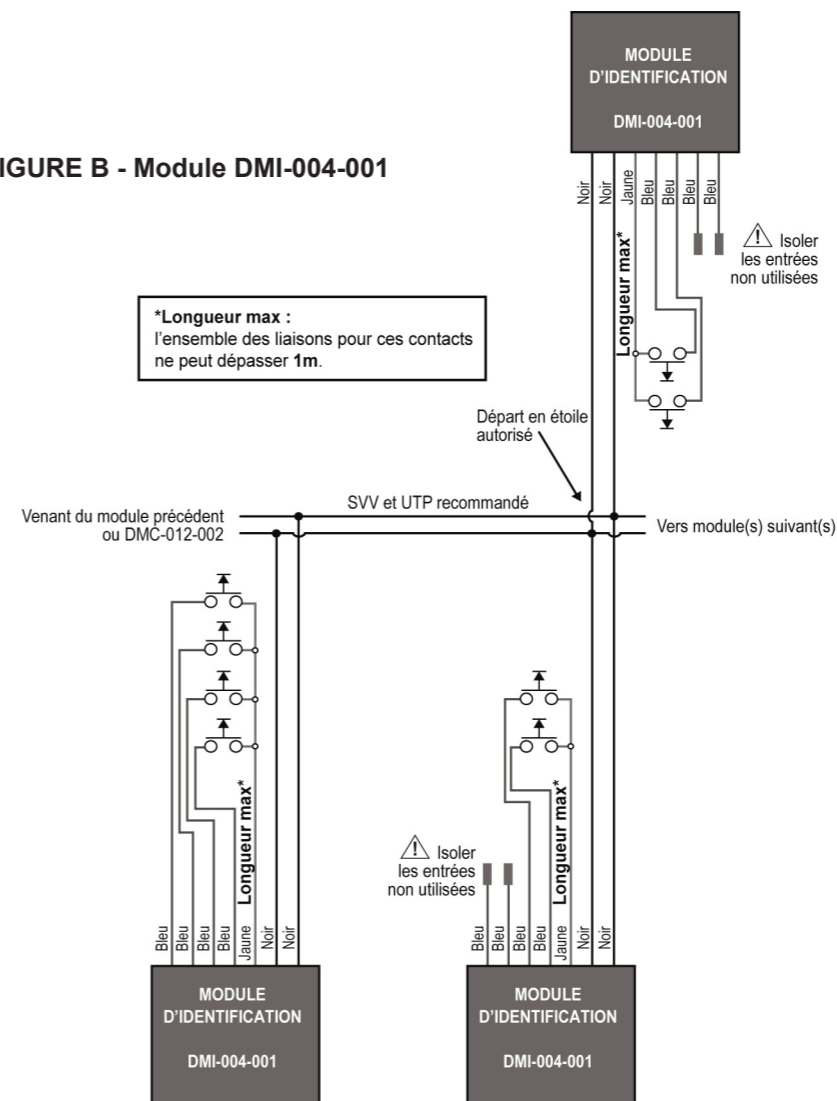 MODULE
D'IDENTIFICATION
DMI-004-001
IGURE B - Module DMI-004-001
Noir
Noir
Jaune
Bleu
Bleu
Bleu
Bleu
Longueur max*
⚠ Isoler
les entrées
non utilisées
*Longueur max :
l'ensemble des liaisons pour ces contacts
ne peut dépasser 1m.
Départ en étoile
autorisé
SVV et UTP recommandé
Venant du module précédent
ou DMC-012-002
Vers module(s) suivant(s)
Longueur max*
Bleu
Bleu
Bleu
Bleu
Jaune
Noir
Noir
MODULE
D'IDENTIFICATION
DMI-004-001
⚠ Isoler
les entrées
non utilisées
Longueur max*
Bleu
Bleu
Bleu
Bleu
Jaune
Noir
Noir
MODULE
D'IDENTIFICATION
DMI-004-001